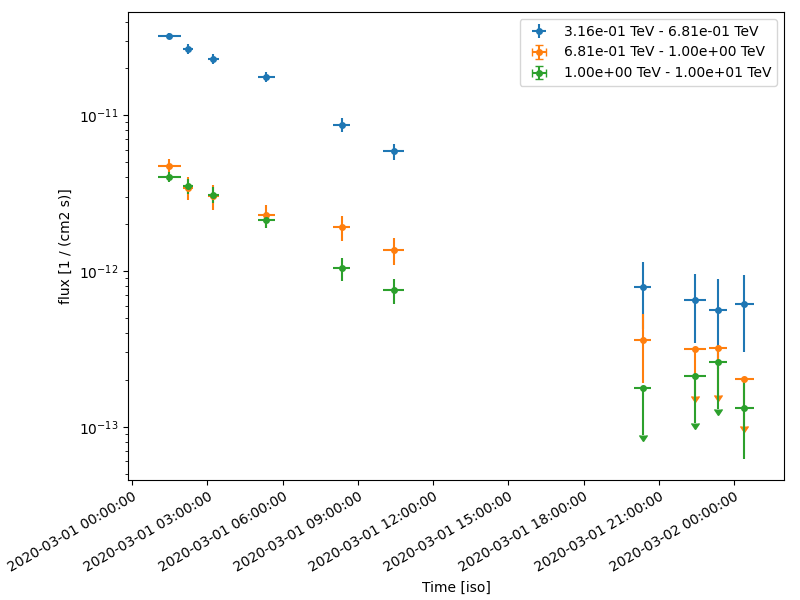 3.16e-01 TeV - 6.81e-01 TeV
6.81e-01 TeV - 1.00e+00 TeV
1.00e+00 TeV - 1.00e+01 TeV
flux [1 / (cm2 s)]
10⁻¹¹
10⁻¹²
10⁻¹³
2020-03-01 00:00:00
2020-03-01 03:00:00
2020-03-01 06:00:00
2020-03-01 09:00:00
2020-03-01 12:00:00
2020-03-01 15:00:00
2020-03-01 18:00:00
2020-03-01 21:00:00
2020-03-02 00:00:00
Time [iso]